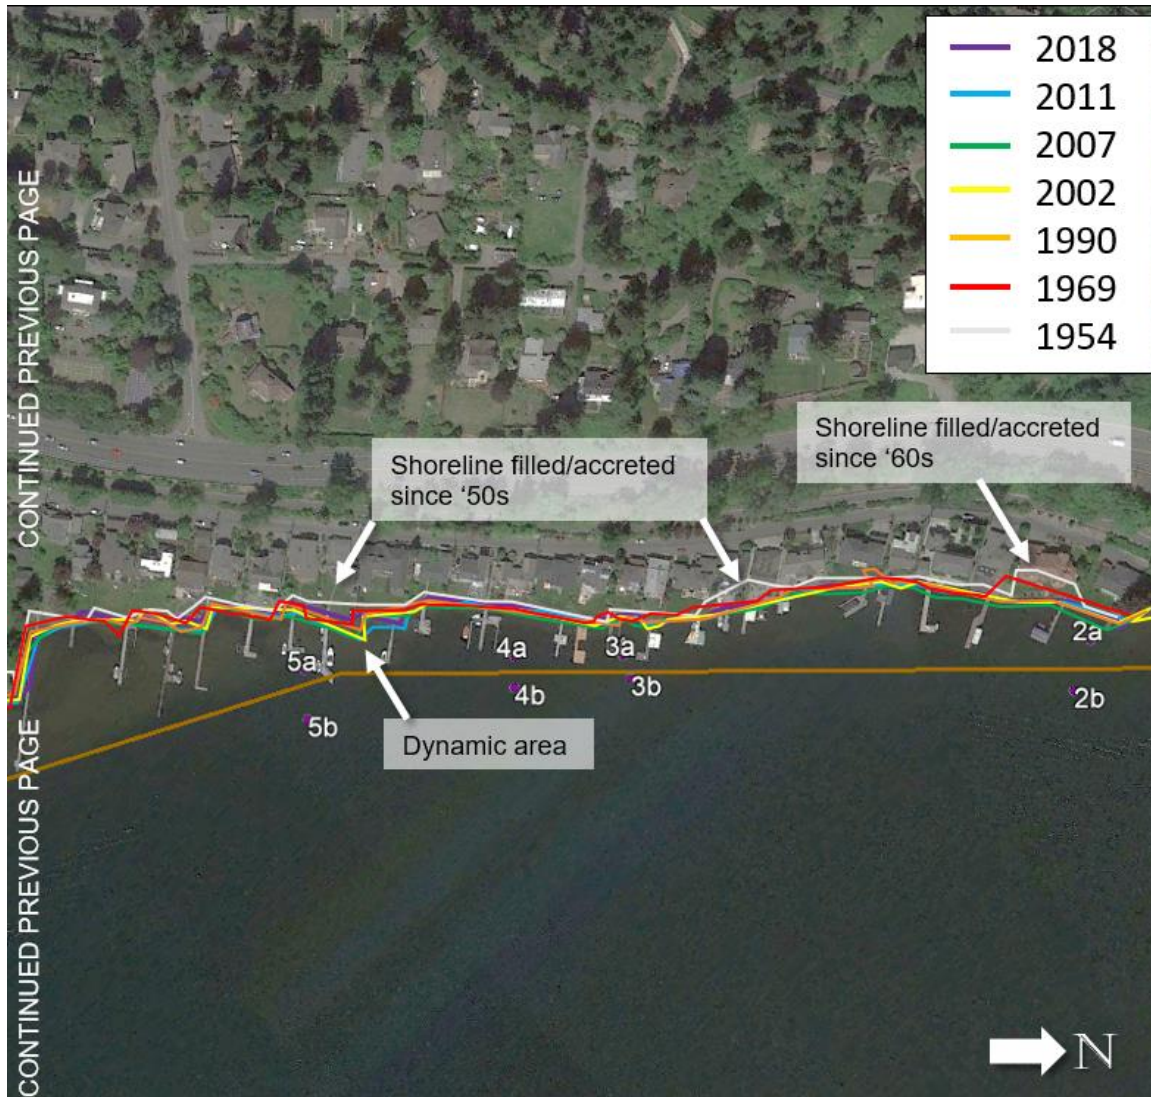 2018
2011
2007
2002
1990
1969
1954
CONTINUED PREVIOUS PAGE
Shoreline filled/accreted
since ‘50s
Shoreline filled/accreted
since ‘60s
5a
4a
3a
2a
5b
4b
3b
2b
Dynamic area
CONTINUED PREVIOUS PAGE
N